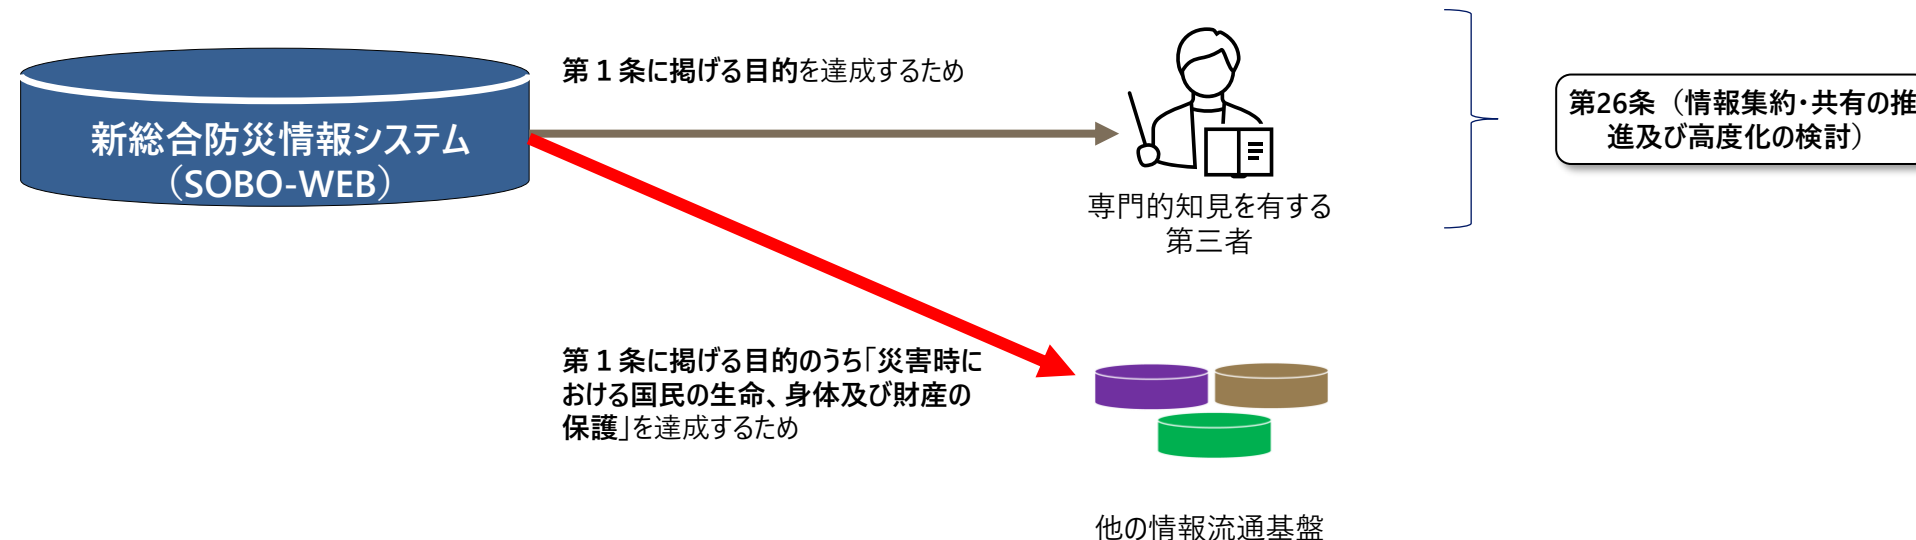 新総合防災情報システム
（SOBO-WEB）
第１条に掲げる目的を達成するため
専門的知見を有する
第三者
第26条（情報集約・共有の推
進及び高度化の検討）
第１条に掲げる目的のうち「災害時に
おける国民の生命、身体及び財産の
保護」を達成するため
他の情報流通基盤